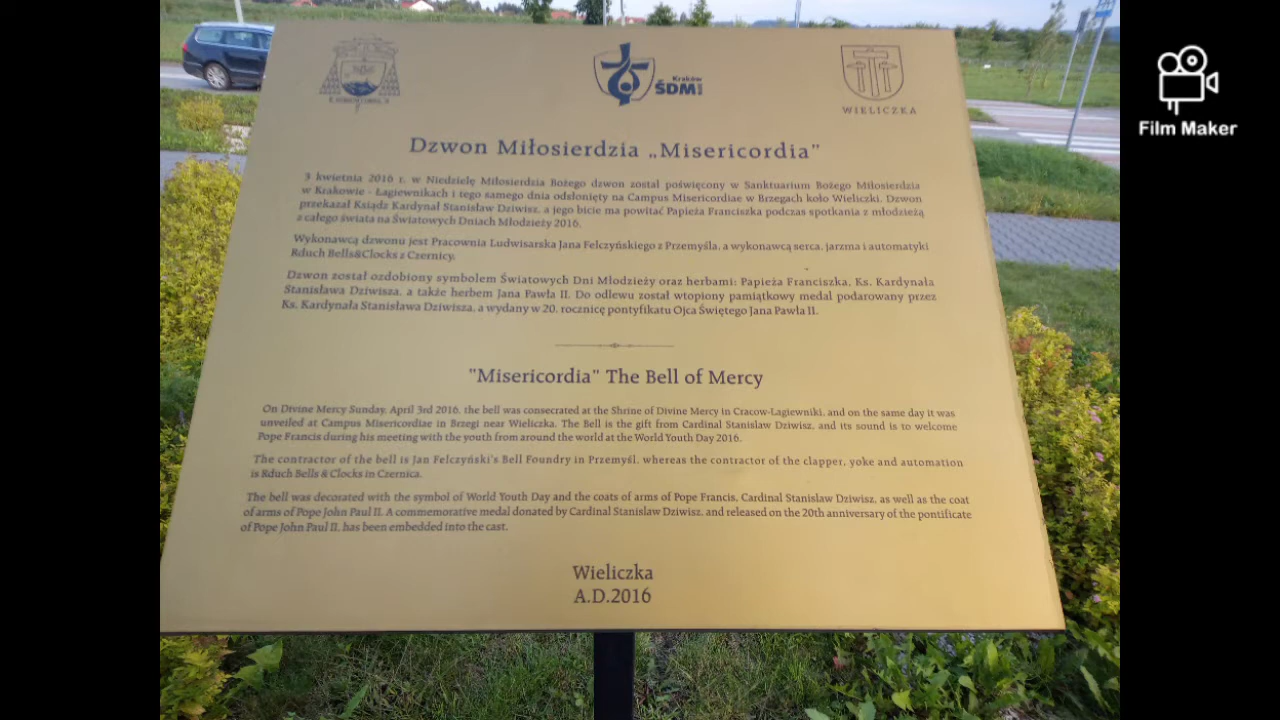 Film Maker
Kraków
ŚDM
WIELICZKA
Dzwon Miłosierdzia „Misericordia”
3 kwietnia 2016 r. w Niedzielę Miłosierdzia Bożego dzwon został poświęcony w Sanktuarium Bożego Miłosierdzia
w Krakowie - Łagiewnikach i tego samego dnia odsłonięty na Campus Misericordiae w Brzegach koło Wieliczki. Dzwon
przekazał Ksiądz Kardynał Stanisław Dziwisz, a jego bicie ma powitać Papieża Franciszka podczas spotkania z młodzieżą
z całego świata na Światowych Dniach Młodzieży 2016.
Wykonawcą dzwonu jest Pracownia Ludwisarska Jana Felczyńskiego z Przemyśla, a wykonawcą serca, jarzma i automatyki
Rduch Bells&Clocks z Czernicy.
Dzwon został ozdobiony symbolem Światowych Dni Młodzieży oraz herbami: Papieża Franciszka, Ks. Kardynała
Stanisława Dziwisza, a także herbem Jana Pawła II. Do odlewu został wtopiony pamiątkowy medal podarowany przez
Ks. Kardynała Stanisława Dziwisza, a wydany w 20. rocznicę pontyfikatu Ojca Świętego Jana Pawła II.
"Misericordia" The Bell of Mercy
On Divine Mercy Sunday, April 3rd 2016, the bell was consecrated at the Shrine of Divine Mercy in Cracow-Łagiewniki, and on the same day it was
unveiled at Campus Misericordiae in Brzegi near Wieliczka. The Bell is the gift from Cardinal Stanislaw Dziwisz, and its sound is to welcome
Pope Francis during his meeting with the youth from around the world at the World Youth Day 2016.
The contractor of the bell is Jan Felczyński's Bell Foundry in Przemyśl, whereas the contractor of the clapper, yoke and automation
is Rduch Bells & Clocks in Czernica.
The bell was decorated with the symbol of World Youth Day and the coats of arms of Pope Francis, Cardinal Stanislaw Dziwisz, as well as the coat
of arms of Pope John Paul II. A commemorative medal donated by Cardinal Stanislaw Dziwisz, and released on the 20th anniversary of the pontificate
of Pope John Paul II, has been embedded into the cast.
Wieliczka
A.D.2016